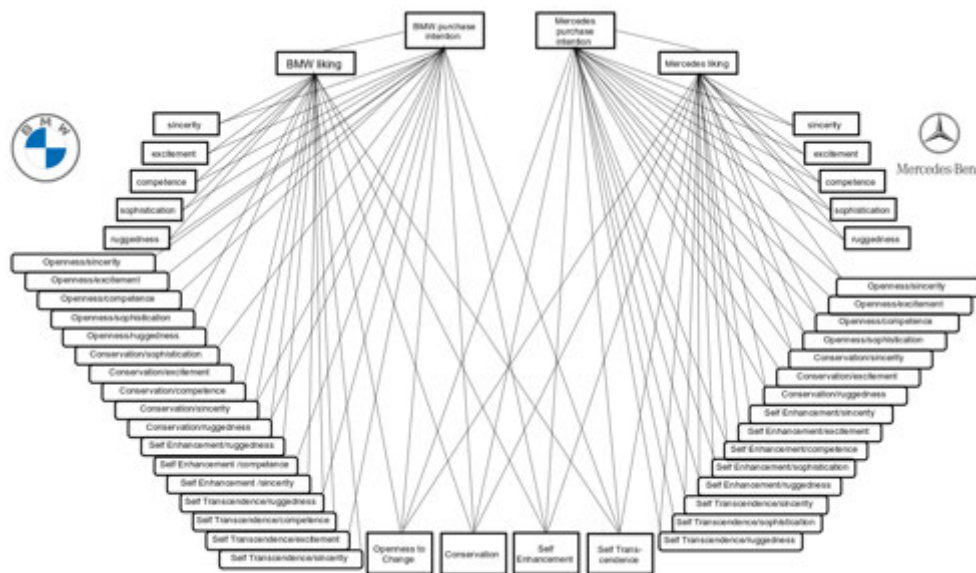 BMW purchase
intention
Mercedes
purchase
intention
BMW liking
Mercedes liking
BMW
sincerity
excitement
competence
sophistication
ruggedness
Openness/sincerity
Openness/excitement
Openness/competence
Openness/sophistication
Openness/ruggedness
Conservation/sophistication
Conservation/excitement
Conservation/competence
Conservation/sincerity
Conservation/ruggedness
Self Enhancement/ruggedness
Self Enhancement /competence
Self Enhancement /sincerity
Self Transcendence/ruggedness
Self Transcendence/competence
Self Transcendence/excitement
Self Transcendence/sincerity
Openness to
Change
Conservation
Self
Enhancement
Self Trans-
cendence
sincerity
excitement
competence
sophistication
ruggedness
Mercedes-Ben
Openness/sincerity
Openness/excitement
Openness/competence
Openness/sophistication
Conservation/sincerity
Conservation/excitement
Conservation/ruggedness
Self Enhancement/sincerity
Self Enhancement/excitement
Self Enhancement/competence
Self Enhancement/sophistication
Self Enhancement/ruggedness
Self Transcendence/sincerity
Self Transcendence/sophistication
Self Transcendence/ruggedness